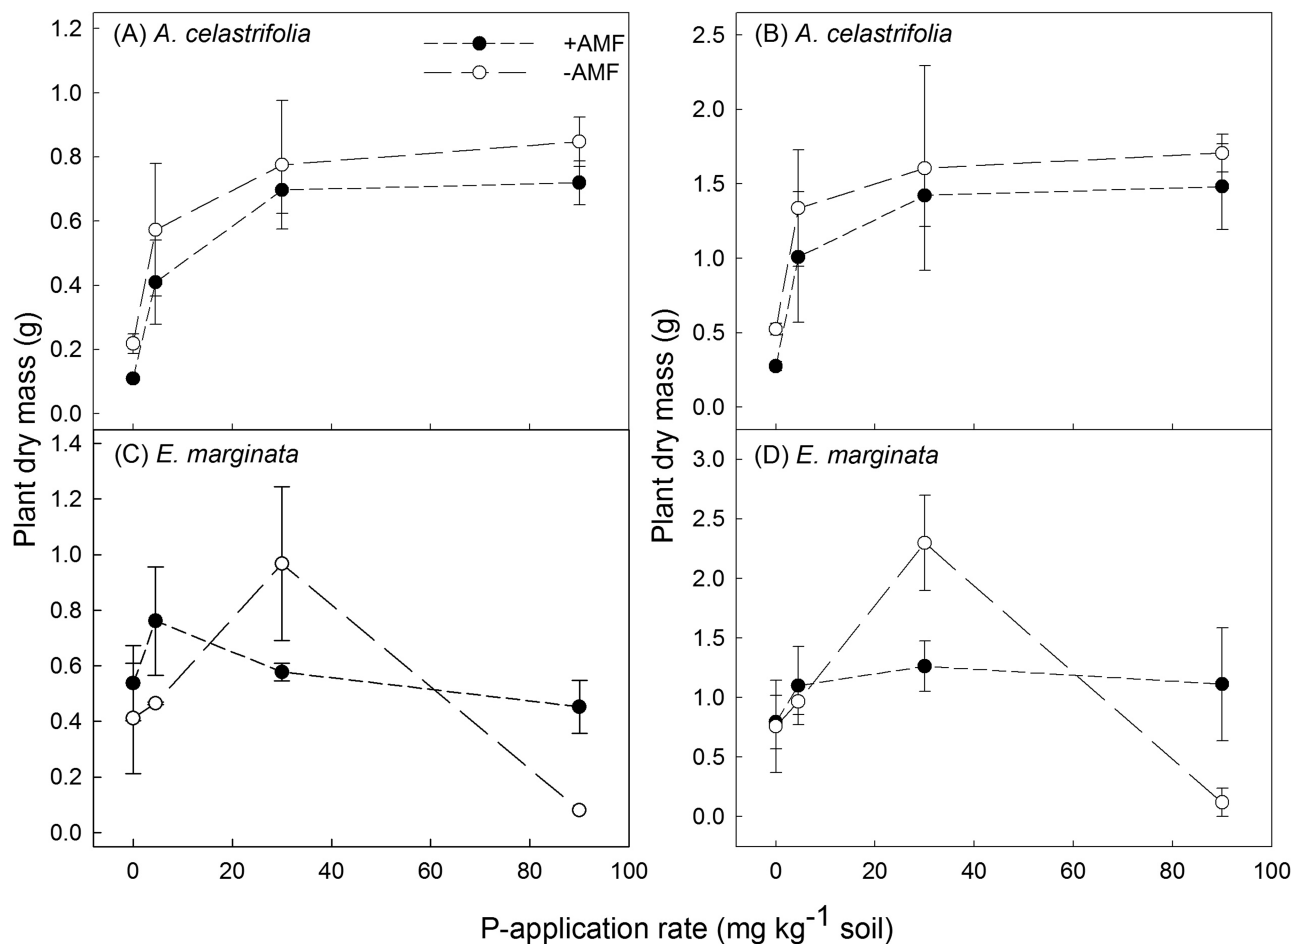 (A) A. celastrifolia
+AMF
-AMF
1.2
1.0
0.8
0.6
0.4
0.2
0.0
(B) A. celastrifolia
2.5
2.0
1.5
1.0
0.5
0.0
(C) E. marginata
1.4
1.2
1.0
0.8
0.6
0.4
0.2
0.0
0 20 40 60 80 100
(D) E. marginata
3.0
2.5
2.0
1.5
1.0
0.5
0.0
0 20 40 60 80 100
Plant dry mass (g)
Plant dry mass (g)
P-application rate (mg kg-1 soil)